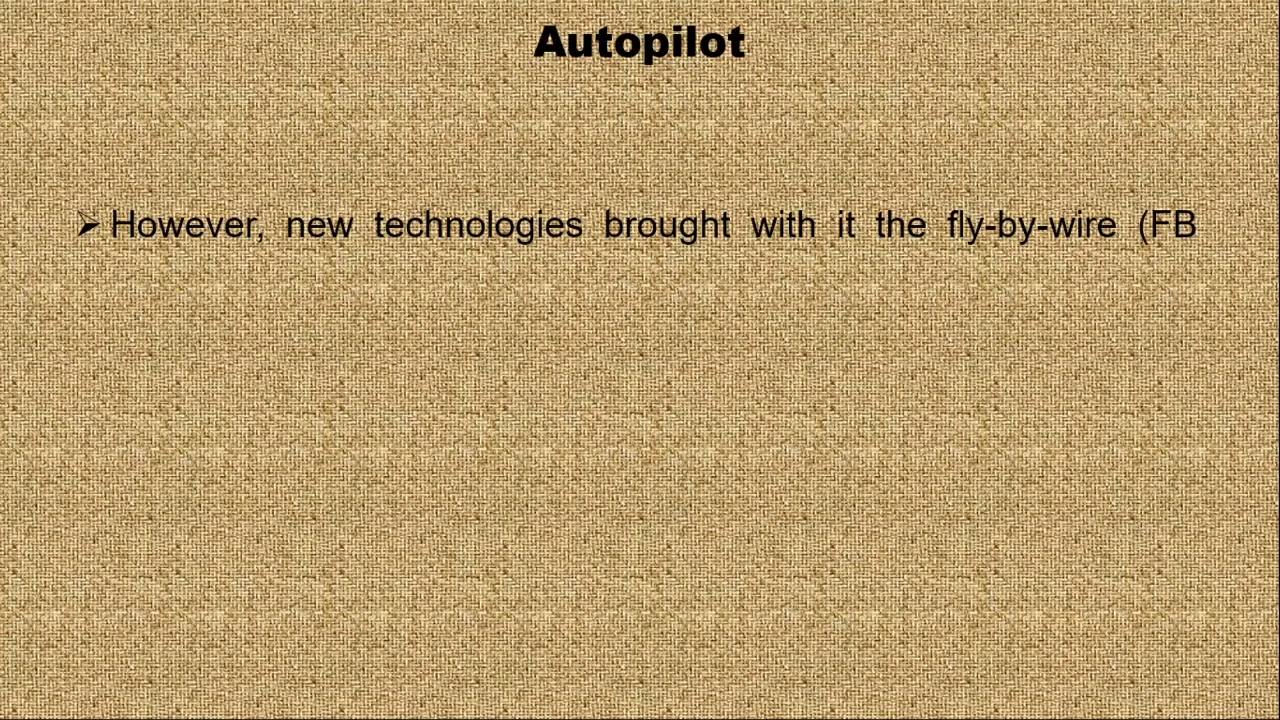 Autopilot
➢ However, new technologies brought with it the fly-by-wire (FB